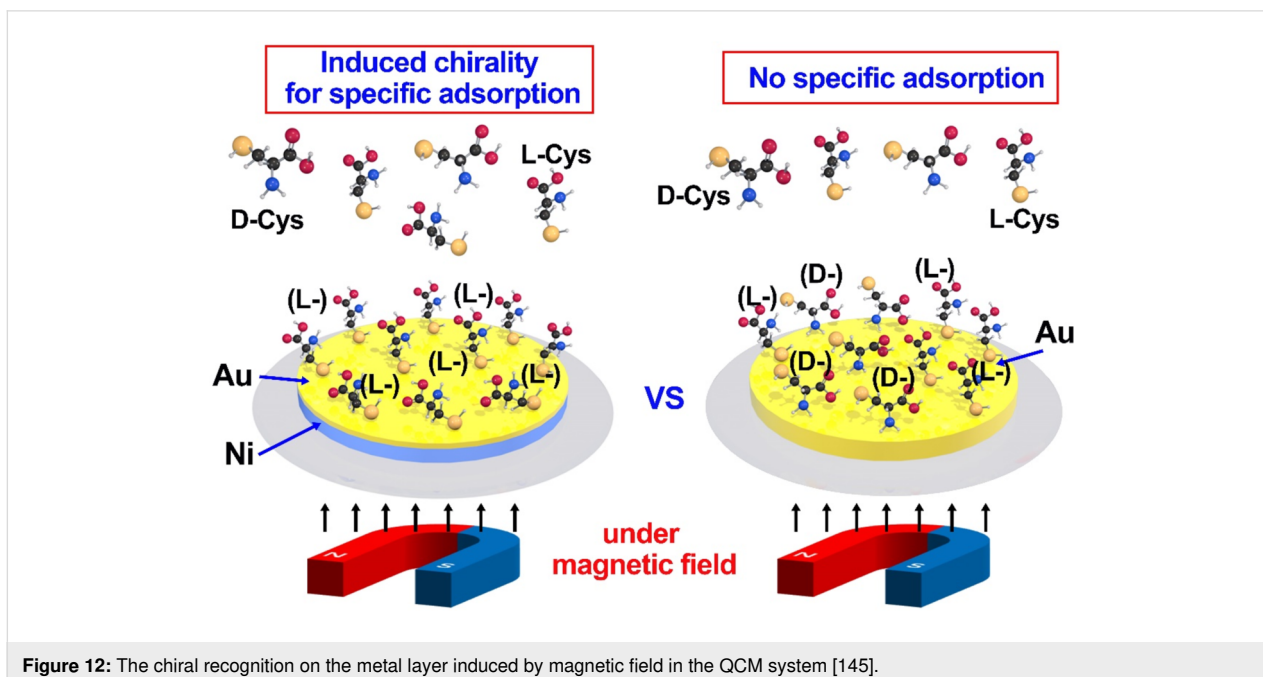 Induced chirality
for specific adsorption
No specific adsorption
D-Cys
L-Cys
D-Cys
L-Cys
(L-)
(L-)
(L-)
(L-)
(L-)
Au
Ni
VS
(L-)
(D-)
(L-)
(D-)
(D-)
(L-)
Au
N
S
under
magnetic field
N
S
Figure 12: The chiral recognition on the metal layer induced by magnetic field in the QCM system [145].